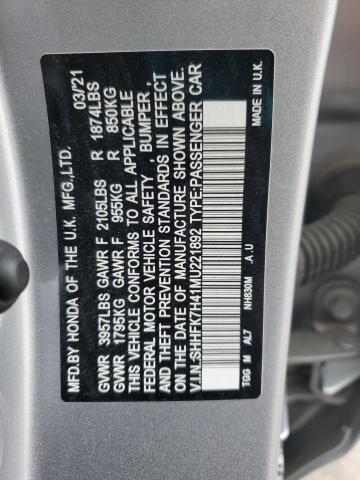 MFD.BY HONDA OF THE U.K. MFG.,LTD. 03/'21
GVWR 3957LBS GAWR F 2105LBS R 1874LBS
GVWR 1795KG GAWR F 955KG R 850KG
THIS VEHICLE CONFORMS TO ALL APPLICABLE
FEDERAL MOTOR VEHICLE SAFETY , BUMPER ,
AND THEFT PREVENTION STANDARDS IN EFFECT
ON THE DATE OF MANUFACTURE SHOWN ABOVE.
V.I.N.:SHHFK7H41MU221892 TYPE:PASSENGER CAR
TGG M AL7 NH830M .A.U MADE IN U.K.